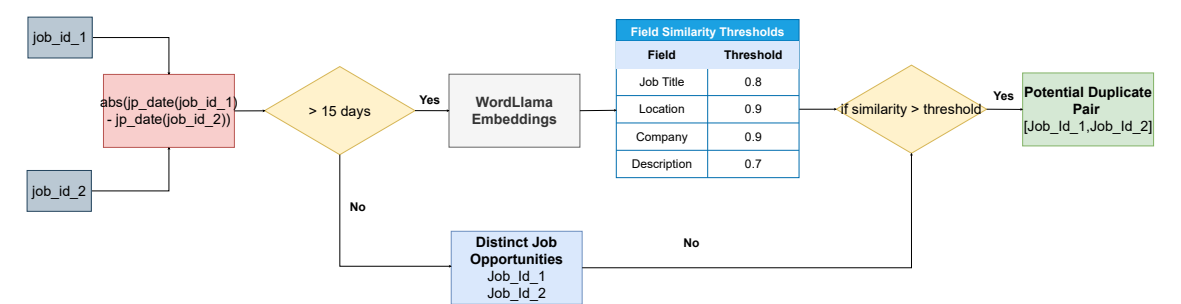 job_id_1
abs(jp_date(job_id_1)
- jp_date(job_id_2))
job_id_2
> 15 days
Yes
No
WordLlama
Embeddings
Field Similarity Thresholds
Field Threshold
Job Title 0.8
Location 0.9
Company 0.9
Description 0.7
if similarity > threshold
Yes
Potential Duplicate
Pair
[Job_Id_1,Job_Id_2]
No
Distinct Job
Opportunities
Job_Id_1
Job_Id_2